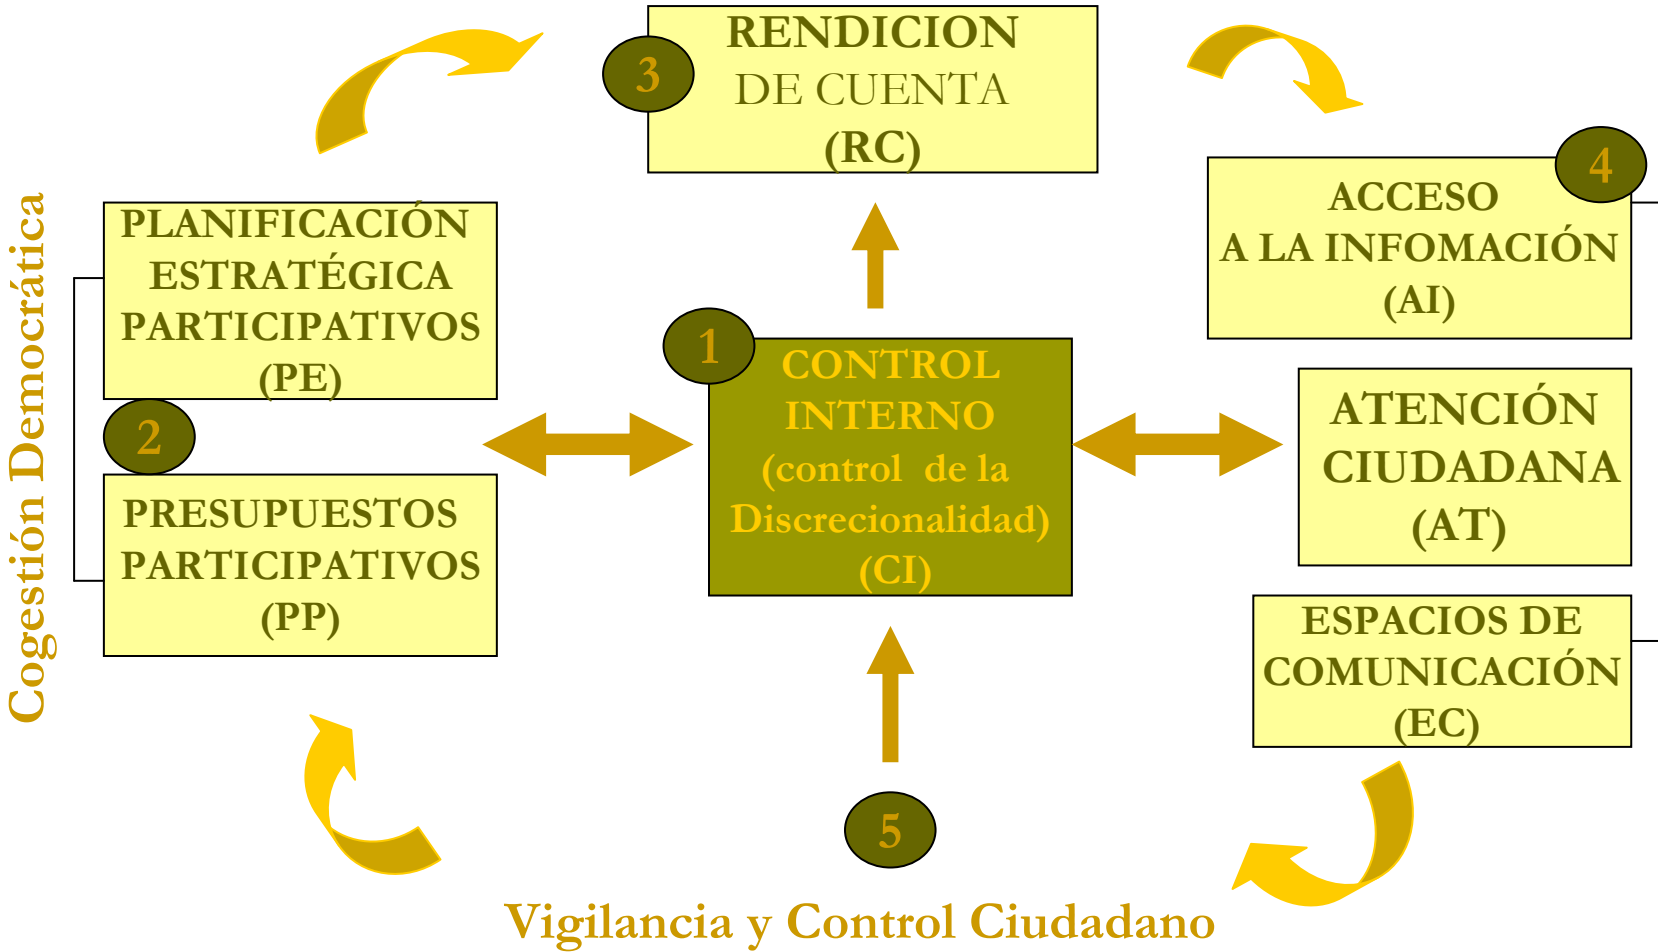 3
RENDICION
DE CUENTA
(RC)
4
ACCESO
A LA INFOMACIÓN
(AI)
Cogestión Democrática
PLANIFICACIÓN
ESTRATÉGICA
PARTICIPATIVOS
(PE)
2
PRESUPUESTOS
PARTICIPATIVOS
(PP)
1
CONTROL
INTERNO
(control de la
Discrecionalidad)
(CI)
ATENCIÓN
CIUDADANA
(AT)
ESPACIOS DE
COMUNICACIÓN
(EC)
5
Vigilancia y Control Ciudadano